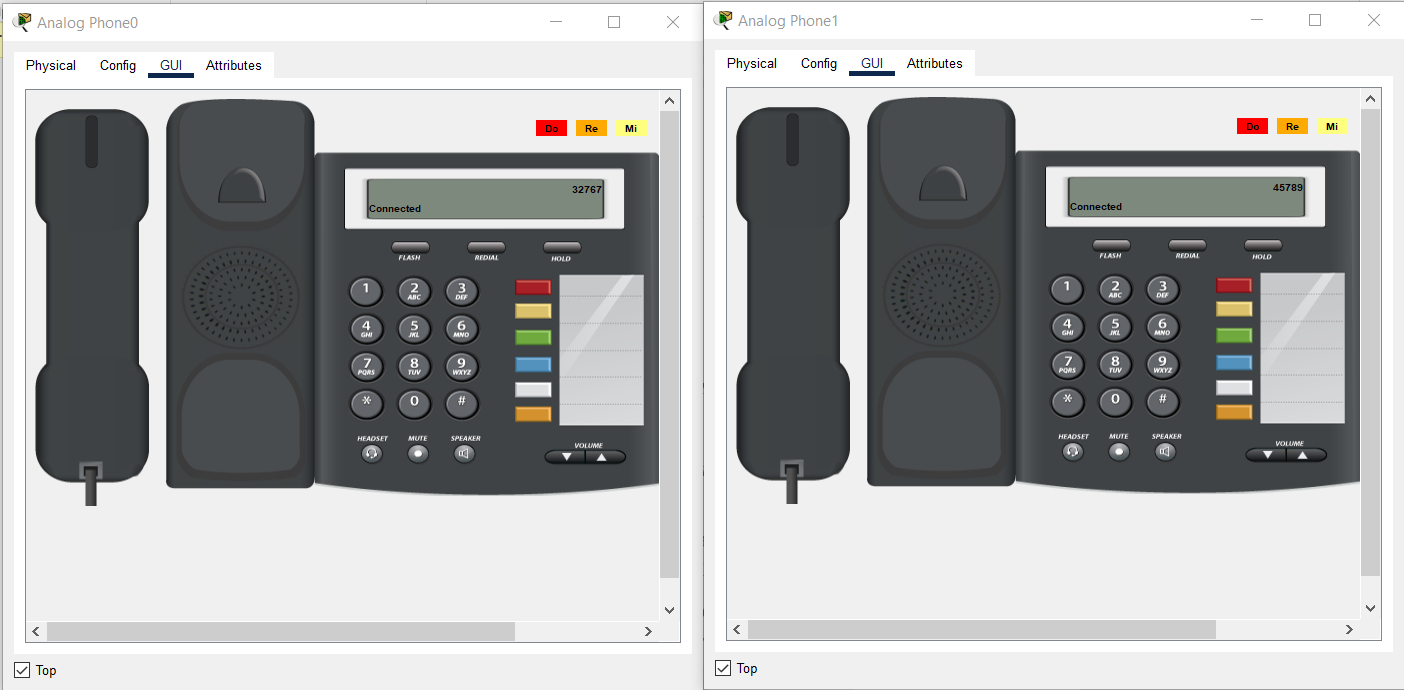 Analog Phone0
Physical Config GUI Attributes
Do Re Mi
32767
Connected
FLASH REDIAL HOLD
1 2 ABC 3 DEF
4 GHI 5 JKL 6 MNO
7 PQRS 8 TUV 9 WXYZ
* 0 #
HEADSET MUTE SPEAKER
VOLUME
Top
Analog Phone1
Physical Config GUI Attributes
Do Re Mi
45789
Connected
FLASH REDIAL HOLD
1 2 ABC 3 DEF
4 GHI 5 JKL 6 MNO
7 PQRS 8 TUV 9 WXYZ
* 0 #
HEADSET MUTE SPEAKER
VOLUME
Top